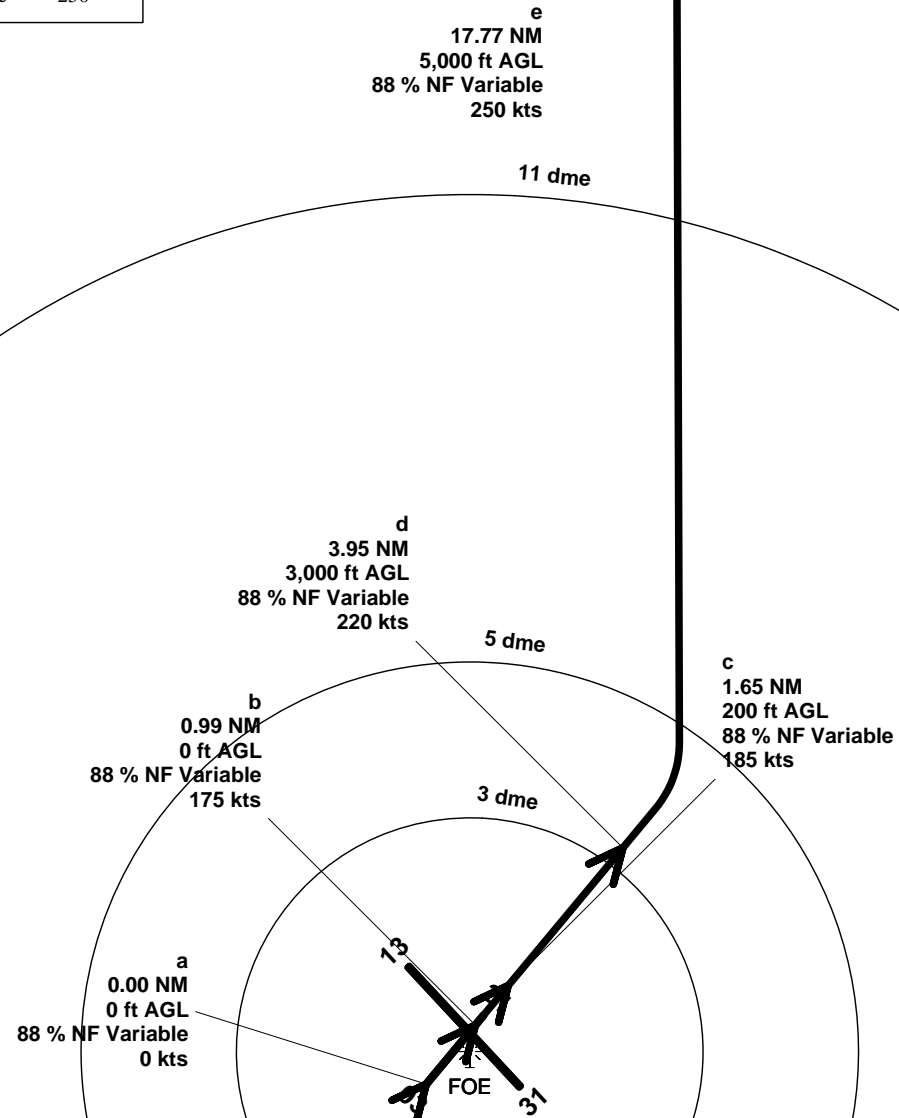 e
17.77 NM
5,000 ft AGL
88 % NF Variable
250 kts
11 dme
d
3.95 NM
3,000 ft AGL
88 % NF Variable
220 kts
5 dme
c
1.65 NM
200 ft AGL
88 % NF Variable
185 kts
b
0.99 NM
0 ft AGL
88 % NF Variable
175 kts
3 dme
13
a
0.00 NM
0 ft AGL
88 % NF Variable
0 kts
FOE
31